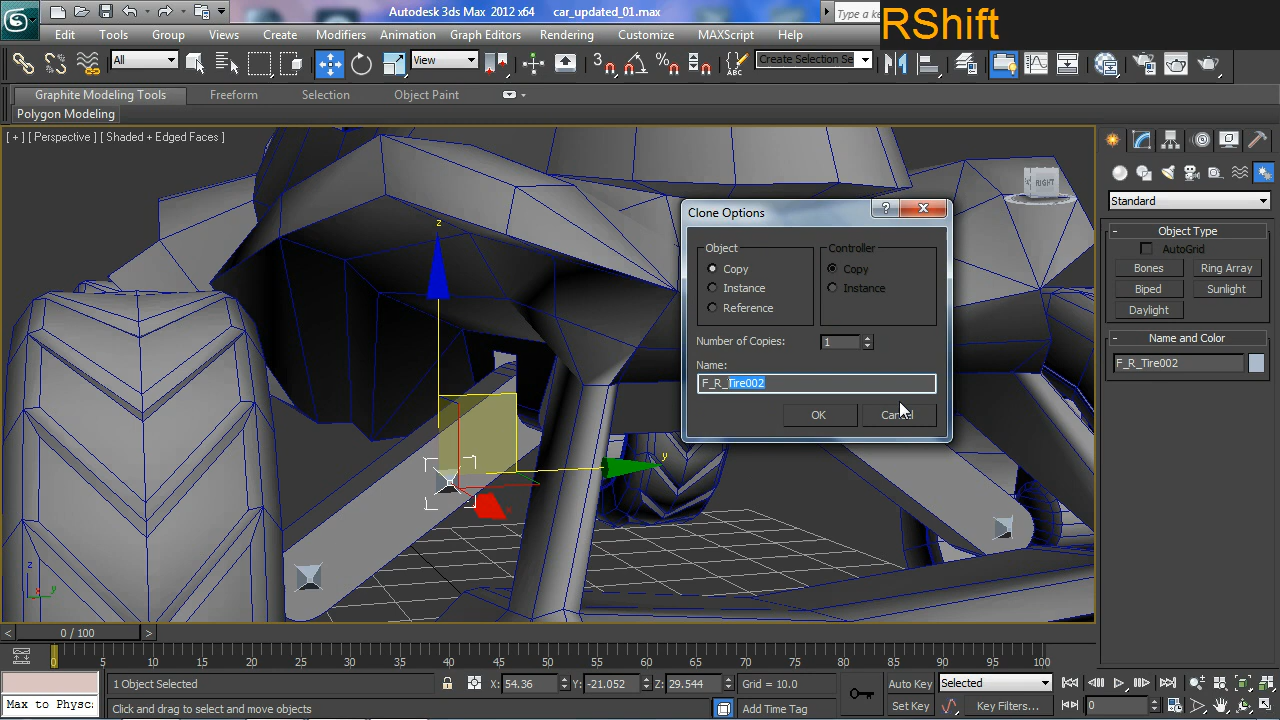 Autodesk 3ds Max 2012 x64 car_updated_01.max
Type a ke
RShift
Edit Tools Group Views Create Modifiers Animation Graph Editors Rendering Customize MAXScript Help
All View 3 Create Selection Se
Graphite Modeling Tools Freeform Selection Object Paint
Polygon Modeling
[ + ] [ Perspective ] [ Shaded + Edged Faces ]
RIGHT
Standard
- Object Type
AutoGrid
Bones Ring Array
Biped Sunlight
Daylight
- Name and Color
F_R_Tire002
Clone Options
?
Object Controller
Copy Copy
Instance Instance
Reference
Number of Copies: 1
Name:
F_R_Tire002
OK Cancel
z
y
x
z
x y
< 0 / 100 >
0 5 10 15 20 25 30 35 40 45 50 55 60 65 70 75 80 85 90 95 100
1 Object Selected X: 54.36 Y: -21.052 Z: 29.544 Grid = 10.0 Auto Key Selected
Max to Physc: Click and drag to select and move objects Add Time Tag Set Key Key Filters... 0